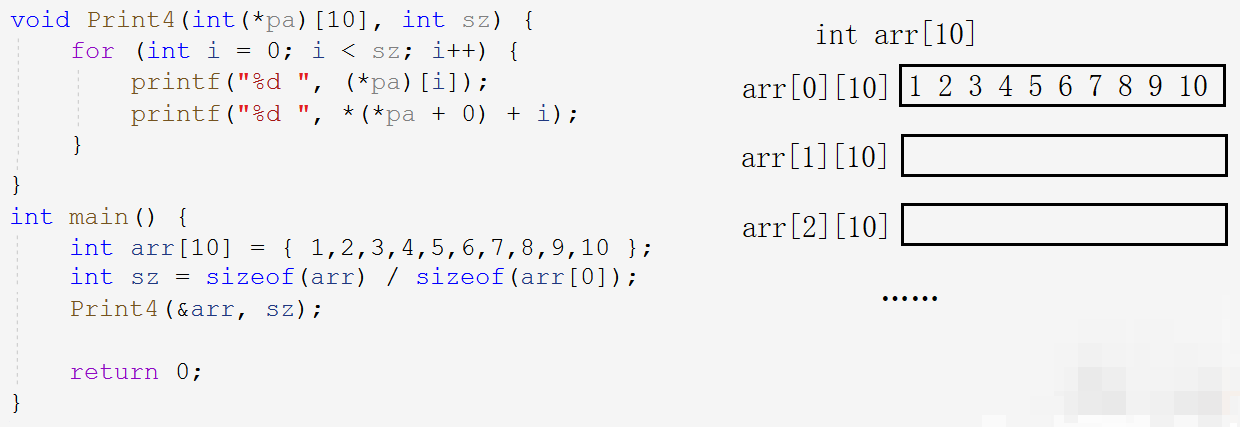 void Print4(int(*pa)[10], int sz) {
for (int i = 0; i < sz; i++) {
printf("%d ", (*pa)[i]);
printf("%d ", *(*pa + 0) + i);
}
}
int main() {
int arr[10] = { 1,2,3,4,5,6,7,8,9,10 };
int sz = sizeof(arr) / sizeof(arr[0]);
Print4(&arr, sz);
return 0;
}
int arr[10]
arr[0][10] 1 2 3 4 5 6 7 8 9 10
arr[1][10]
arr[2][10]
……